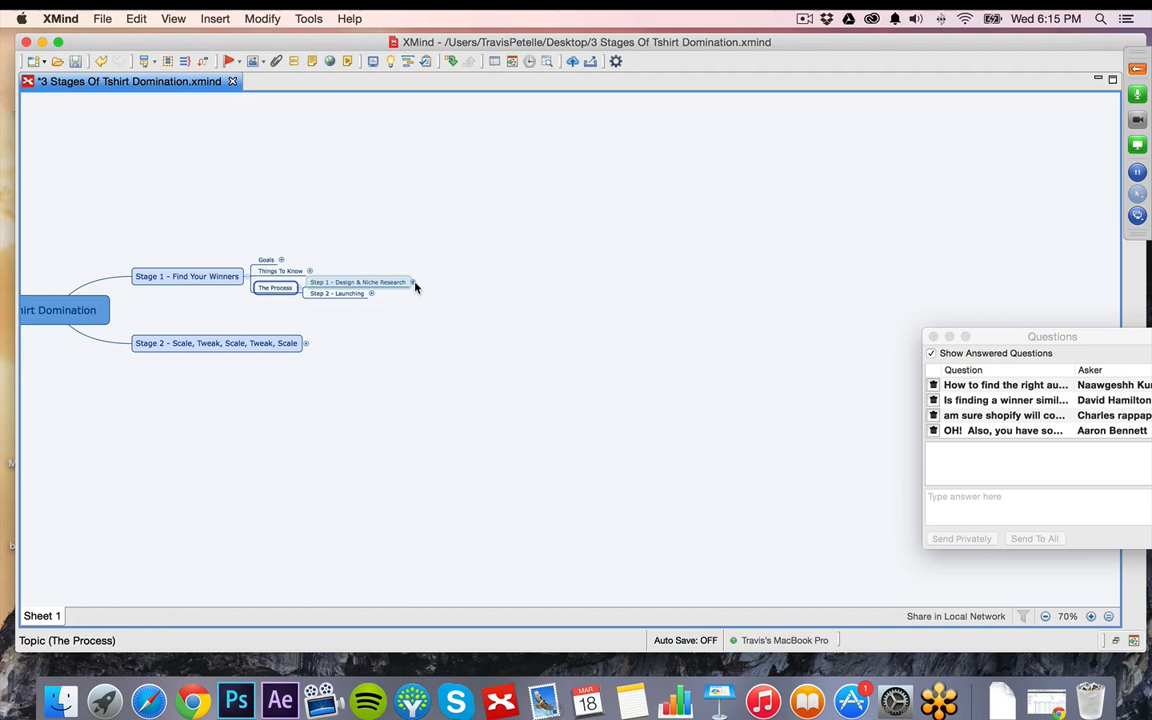 XMind File Edit View Insert Modify Tools Help Wed 6:15 PM
XMind - /Users/TravisPetelle/Desktop/3 Stages Of Tshirt Domination.xmind
*3 Stages Of Tshirt Domination.xmind
Goals
Things To Know
Stage 1 - Find Your Winners
Step 1 - Design & Niche Research
The Process
Step 2 - Launching
hirt Domination
Stage 2 - Scale, Tweak, Scale, Tweak, Scale
Questions
Show Answered Questions
Question Asker
How to find the right au... Naawgeshh Ku
Is finding a winner simil... David Hamilton
am sure shopify will co... Charles rappap
OH! Also, you have so... Aaron Bennett
Type answer here
Send Privately Send To All
Sheet 1
Share in Local Network 70%
Topic (The Process) Auto Save: OFF Travis's MacBook Pro
Ps Ae MAR 18 1